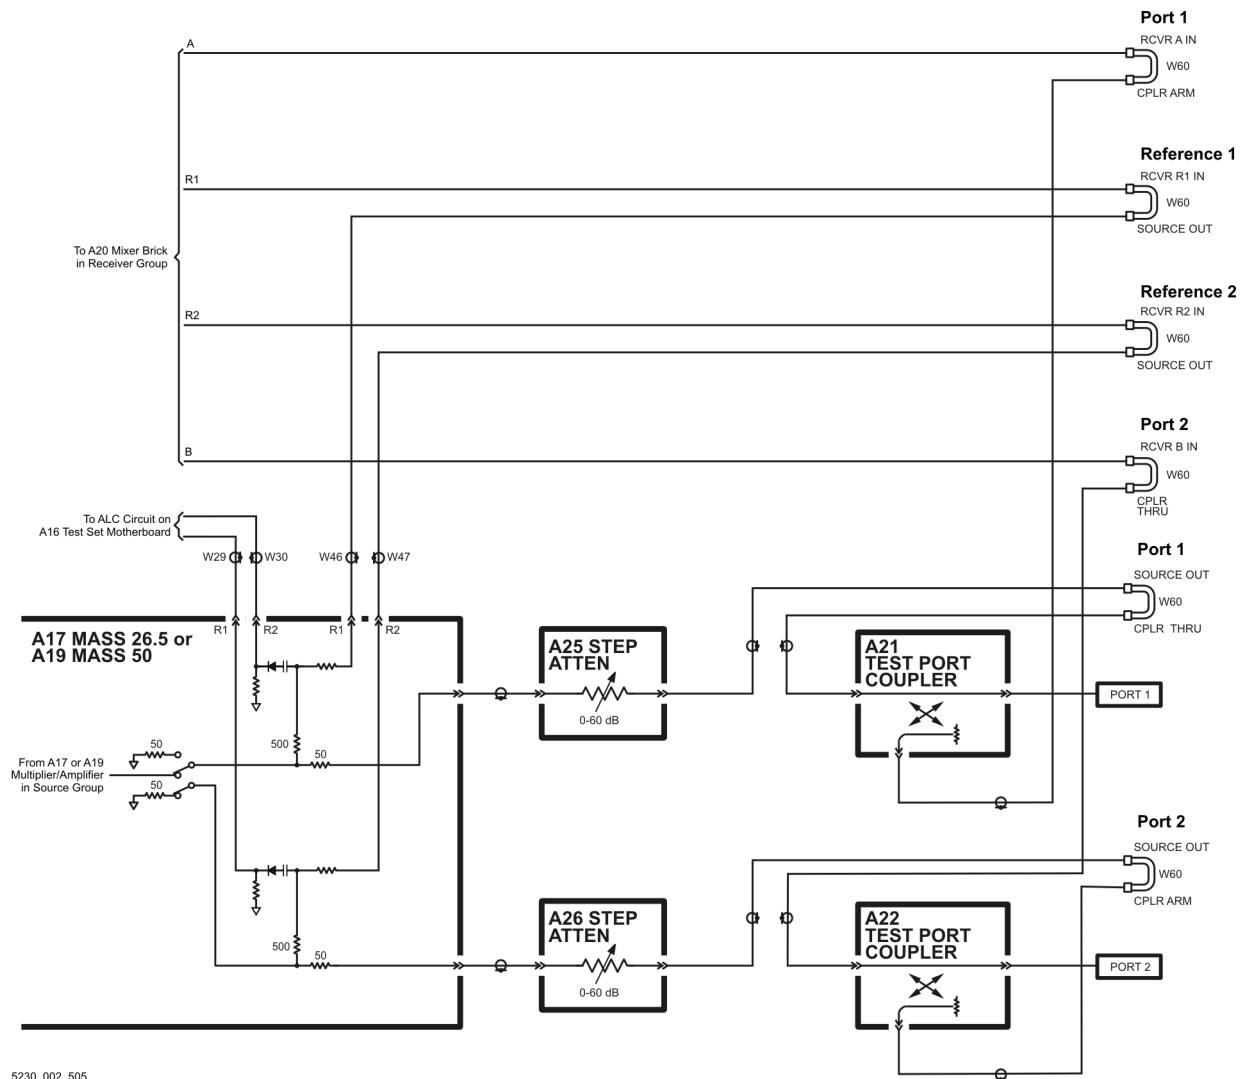 Port 1
A
RCVR A IN
W60
CPLR ARM
Reference 1
R1
RCVR R1 IN
W60
SOURCE OUT
To A20 Mixer Brick
in Receiver Group
Reference 2
R2
RCVR R2 IN
W60
SOURCE OUT
Port 2
B
RCVR B IN
W60
CPLR
THRU
To ALC Circuit on
A16 Test Set Motherboard
W29
W30
W46
W47
Port 1
SOURCE OUT
W60
CPLR THRU
R1
R2
R1
R2
A17 MASS 26.5 or
A19 MASS 50
A25 STEP
ATTEN
0-60 dB
A21
TEST PORT
COUPLER
PORT 1
500
50
50
From A17 or A19
Multiplier/Amplifier
in Source Group
50
Port 2
SOURCE OUT
W60
CPLR ARM
500
50
A26 STEP
ATTEN
0-60 dB
A22
TEST PORT
COUPLER
PORT 2
5230_002_505